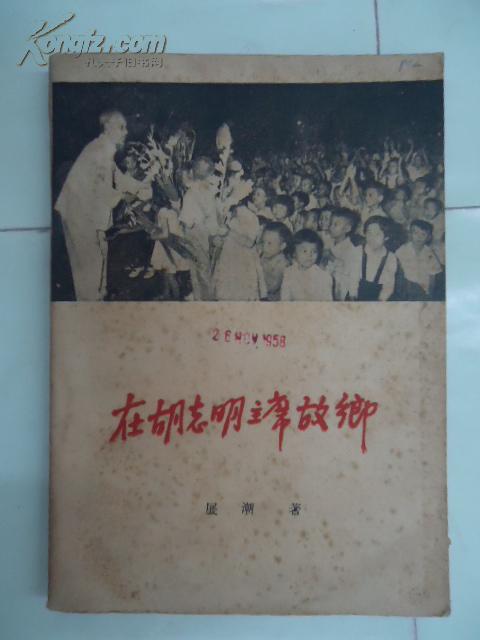 Kongfz.com
孔夫子旧书网
26 NOV 1958
在胡志明主席故鄉
展潮著